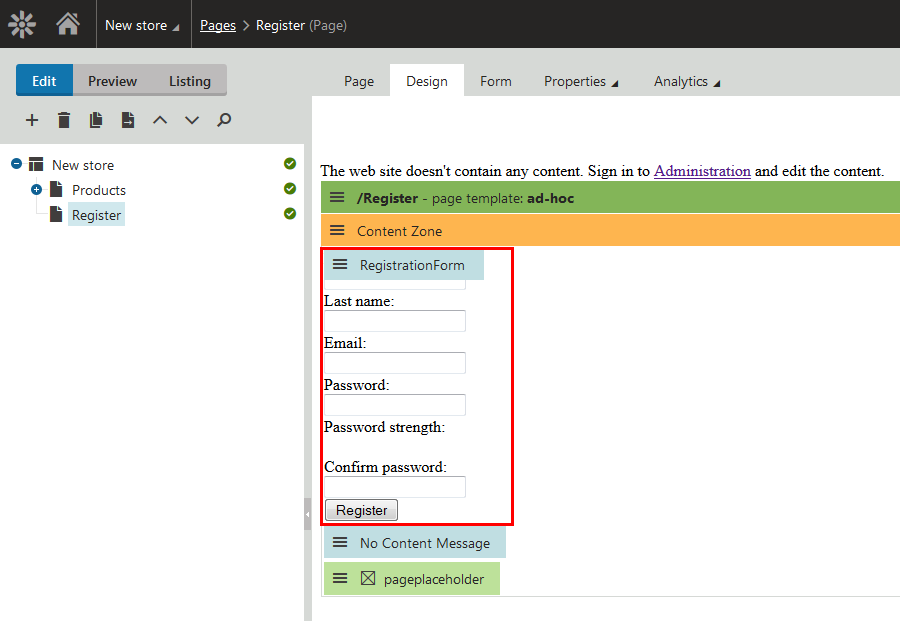 New store Pages > Register (Page)
Edit Preview Listing
Page Design Form Properties Analytics
New store
Products
Register
The web site doesn't contain any content. Sign in to Administration and edit the content.
/Register - page template: ad-hoc
Content Zone
RegistrationForm
Last name:
Email:
Password:
Password strength:
Confirm password:
Register
No Content Message
pageplaceholder